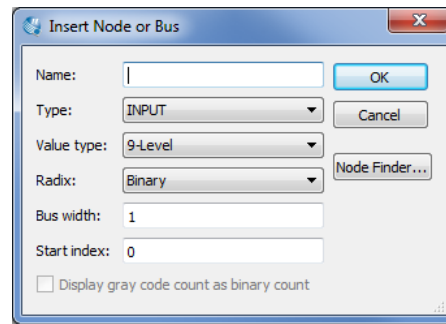 Insert Node or Bus
Name:
OK
Type: INPUT
Cancel
Value type: 9-Level
Radix: Binary
Node Finder...
Bus width: 1
Start index: 0
Display gray code count as binary count